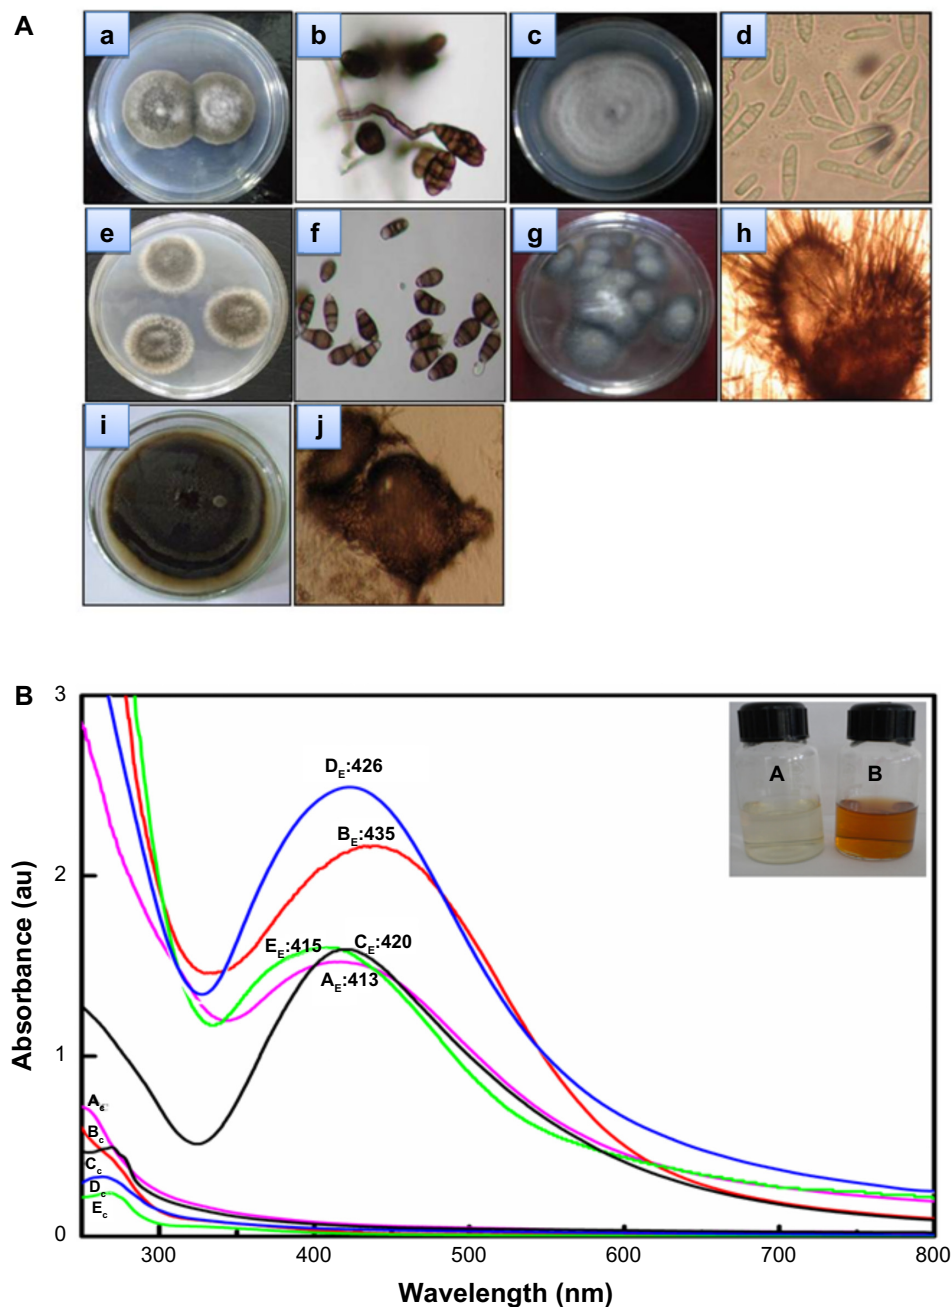 A
a
b
c
d
e
f
g
h
i
j
B
3
2
1
0
Absorbance (au)
D_E:426
B_E:435
E_E:415
C_E:420
A_E:413
A
B
A_c
B_c
C_c
D_c
E_c
300
400
500
600
700
800
Wavelength (nm)